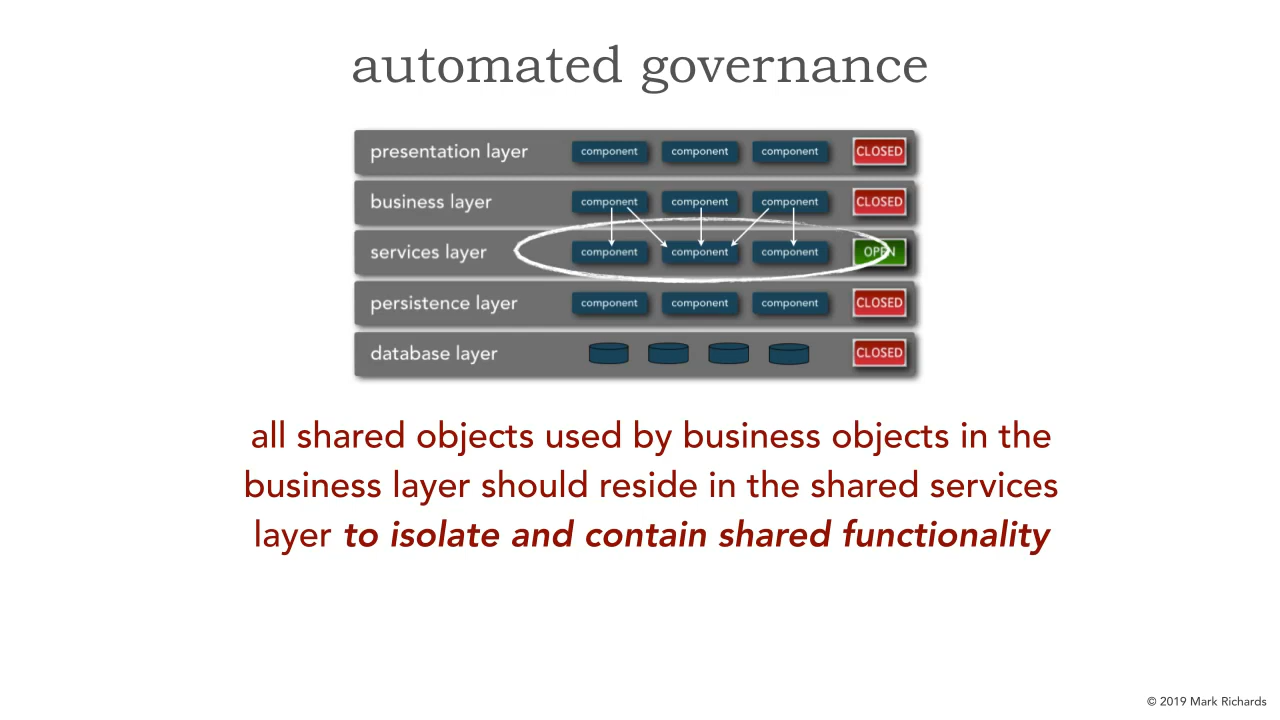 automated governance
presentation layer component component component CLOSED
business layer component component component CLOSED
services layer component component component OPEN
persistence layer component component component CLOSED
database layer CLOSED
all shared objects used by business objects in the
business layer should reside in the shared services
layer to isolate and contain shared functionality
© 2019 Mark Richards